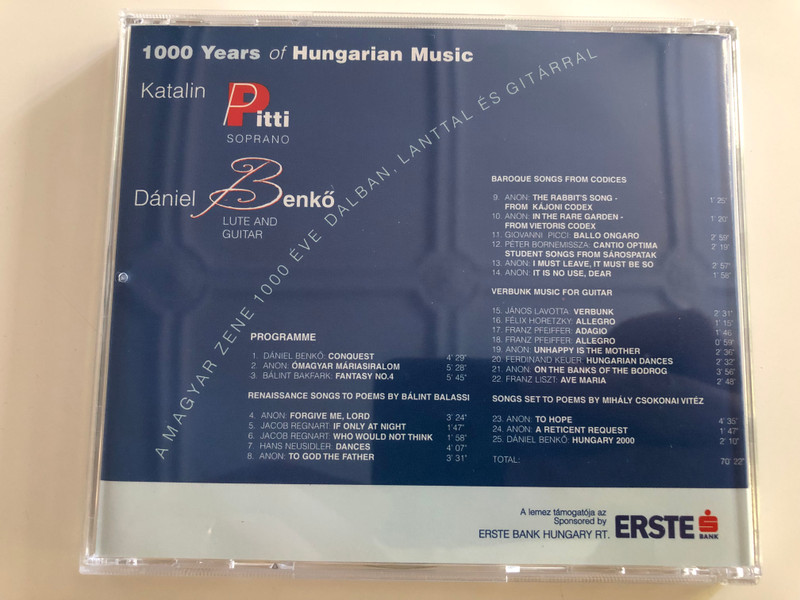 1000 Years of Hungarian Music
Katalin
Pitti
SOPRANO
Dániel Benkő
LUTE AND
GUITAR
A MAGYAR ZENE 1000 ÉVE DALBAN, LANTTAL ÉS GITÁRRAL
PROGRAMME
1. DÁNIEL BENKŐ: CONQUEST 4' 29"
2. ANON: ÓMAGYAR MÁRIASIRALOM 5' 28"
3. BÁLINT BAKFARK: FANTASY NO.4 5' 45"
RENAISSANCE SONGS TO POEMS BY BÁLINT BALASSI
4. ANON: FORGIVE ME, LORD 3' 24"
5. JACOB REGNART: IF ONLY AT NIGHT 1'47"
6. JACOB REGNART: WHO WOULD NOT THINK 1' 58"
7. HANS NEUSIDLER: DANCES 4' 07"
8. ANON: TO GOD THE FATHER 3' 31"
BAROQUE SONGS FROM CODICES
9. ANON: THE RABBIT'S SONG - 1' 25"
FROM KÁJONI CODEX
10. ANON: IN THE RARE GARDEN - 1' 20"
FROM VIETORIS CODEX
11. GIOVANNI PICCI: BALLO ONGARO 2' 59"
12. PÉTER BORNEMISSZA: CANTIO OPTIMA 2' 19"
STUDENT SONGS FROM SÁROSPATAK
13. ANON: I MUST LEAVE, IT MUST BE SO 2' 57"
14. ANON: IT IS NO USE, DEAR 1' 58"
VERBUNK MUSIC FOR GUITAR
15. JÁNOS LAVOTTA: VERBUNK 2' 31"
16. FÉLIX HORETZKY: ALLEGRO 1' 15"
17. FRANZ PFEIFFER: ADAGIO 1' 46"
18. FRANZ PFEIFFER: ALLEGRO 0' 59"
19. ANON: UNHAPPY IS THE MOTHER 2' 36"
20. FERDINAND KEUER: HUNGARIAN DANCES 2' 32"
21. ANON: ON THE BANKS OF THE BODROG 3' 56"
22. FRANZ LISZT: AVE MARIA 2' 48"
SONGS SET TO POEMS BY MIHÁLY CSOKONAI VITÉZ
23. ANON: TO HOPE 4' 35"
24. ANON: A RETICENT REQUEST 1' 47"
25. DÁNIEL BENKŐ: HUNGARY 2000 2' 10"
TOTAL: 70' 22"
A lemez támogatója az
Sponsored by
ERSTE BANK HUNGARY RT.
ERSTE
BANK